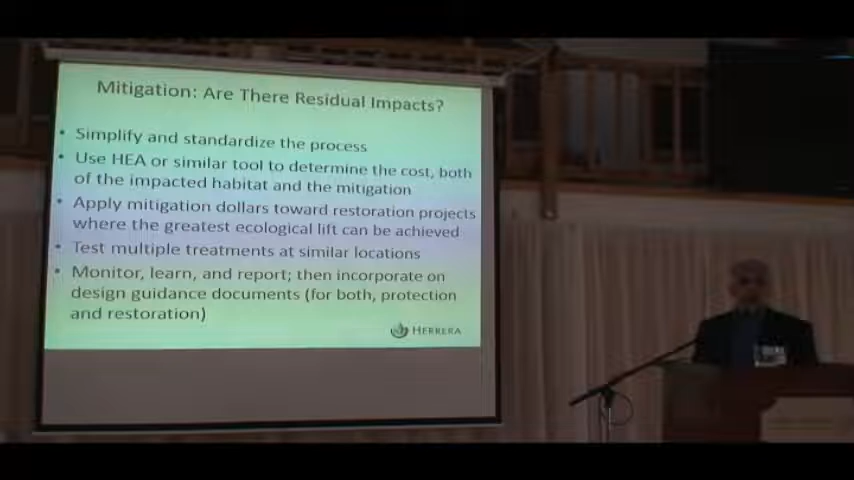 Mitigation: Are There Residual Impacts?
• Simplify and standardize the process
• Use HEA or similar tool to determine the cost, both
of the impacted habitat and the mitigation
• Apply mitigation dollars toward restoration projects
where the greatest ecological lift can be achieved
• Test multiple treatments at similar locations
• Monitor, learn, and report; then incorporate on
design guidance documents (for both, protection
and restoration)
HERRERA